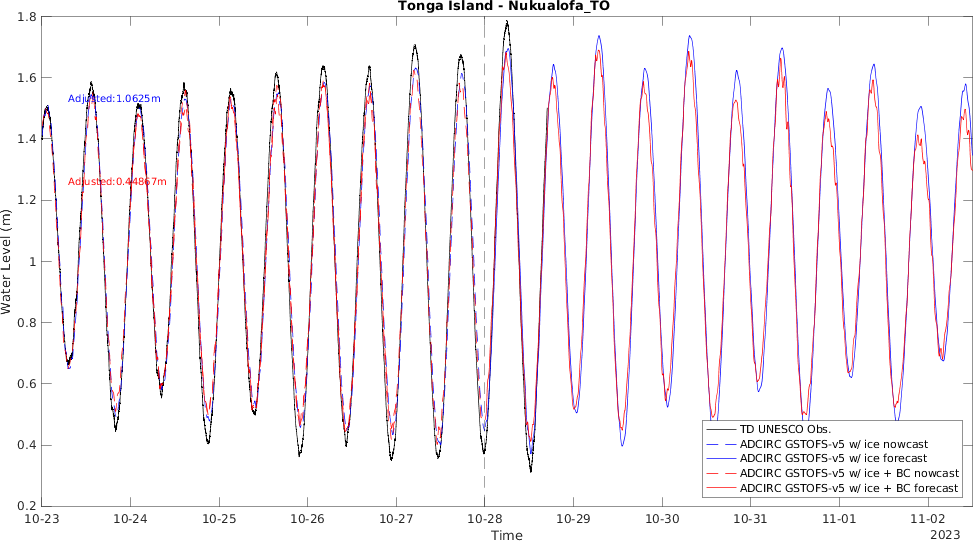 Tonga Island - Nukualofa_TO
1.8
1.6
1.4
1.2
1
0.8
0.6
0.4
0.2
Water Level (m)
Adjusted:1.0625m
Adjusted:0.44867m
TD UNESCO Obs.
ADCIRC GSTOFS-v5 w/ ice nowcast
ADCIRC GSTOFS-v5 w/ ice forecast
ADCIRC GSTOFS-v5 w/ ice + BC nowcast
ADCIRC GSTOFS-v5 w/ ice + BC forecast
10-23 10-24 10-25 10-26 10-27 10-28 10-29 10-30 10-31 11-01 11-02
Time
2023